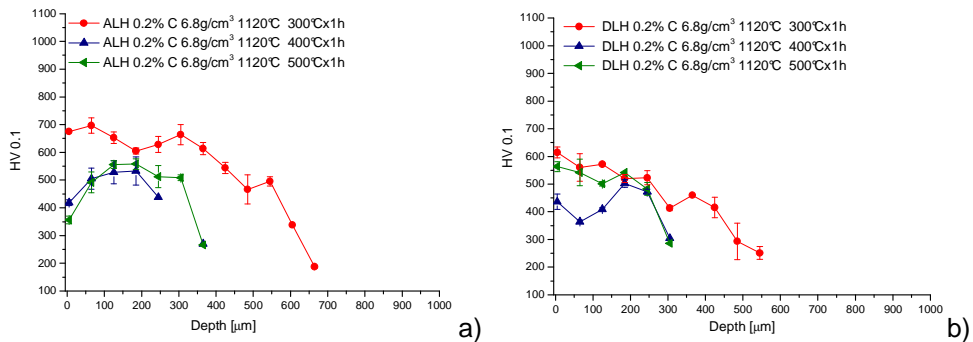 ALH 0.2% C 6.8g/cm³ 1120℃ 300℃x1h
ALH 0.2% C 6.8g/cm³ 1120℃ 400℃x1h
ALH 0.2% C 6.8g/cm³ 1120℃ 500℃x1h
1100
1000
900
800
700
600
500
400
300
200
100
HV 0.1
0 100 200 300 400 500 600 700 800 900 1000
Depth [µm]
a)
DLH 0.2% C 6.8g/cm³ 1120℃ 300℃x1h
DLH 0.2% C 6.8g/cm³ 1120℃ 400℃x1h
DLH 0.2% C 6.8g/cm³ 1120℃ 500℃x1h
1100
1000
900
800
700
600
500
400
300
200
100
HV 0.1
0 100 200 300 400 500 600 700 800 900 1000
Depth [µm]
b)